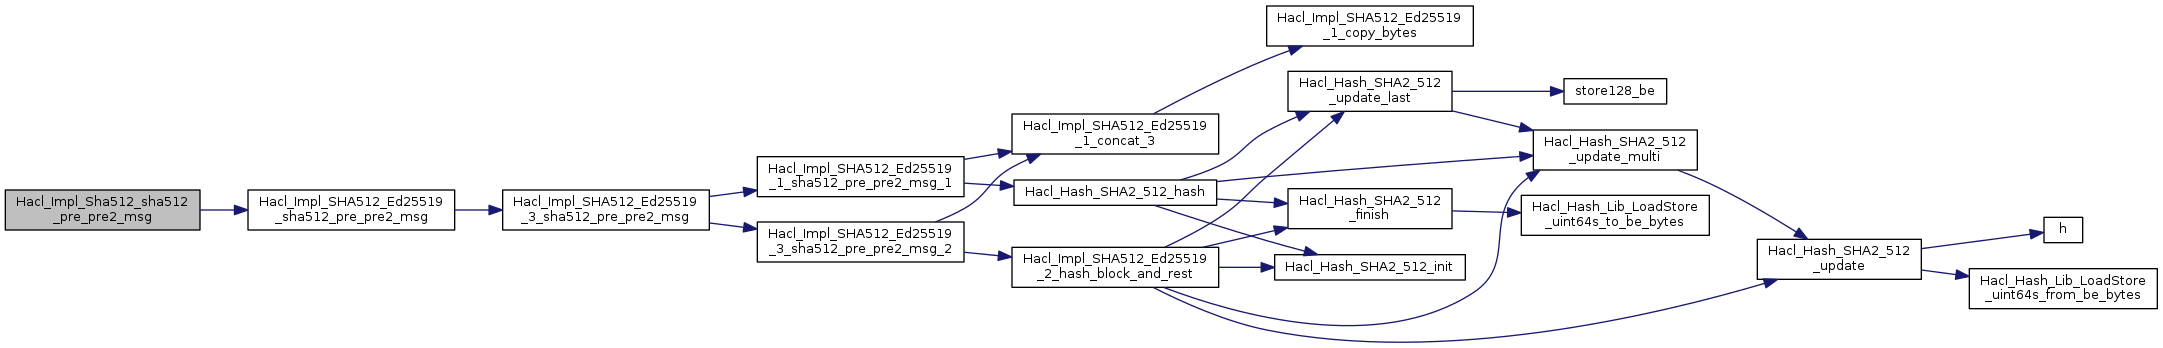 Hacl_Impl_Sha512_sha512
_pre_pre2_msg
Hacl_Impl_SHA512_Ed25519
_sha512_pre_pre2_msg
Hacl_Impl_SHA512_Ed25519
_3_sha512_pre_pre2_msg
Hacl_Impl_SHA512_Ed25519
_1_sha512_pre_pre2_msg_1
Hacl_Impl_SHA512_Ed25519
_3_sha512_pre_pre2_msg_2
Hacl_Impl_SHA512_Ed25519
_1_concat_3
Hacl_Hash_SHA2_512_hash
Hacl_Impl_SHA512_Ed25519
_2_hash_block_and_rest
Hacl_Impl_SHA512_Ed25519
_1_copy_bytes
Hacl_Hash_SHA2_512
_update_last
Hacl_Hash_SHA2_512
_finish
Hacl_Hash_SHA2_512_init
store128_be
Hacl_Hash_SHA2_512
_update_multi
Hacl_Hash_Lib_LoadStore
_uint64s_to_be_bytes
Hacl_Hash_SHA2_512
_update
h
Hacl_Hash_Lib_LoadStore
_uint64s_from_be_bytes